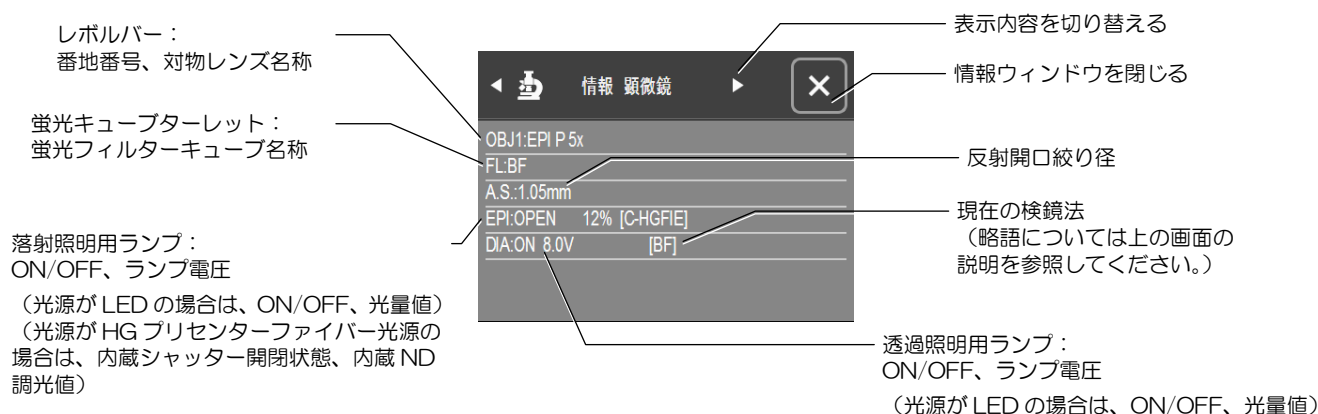 レボルバー：
番地番号、対物レンズ名称
蛍光キューブターレット：
蛍光フィルターキューブ名称
落射照明用ランプ：
ON/OFF、ランプ電圧
（光源が LED の場合は、ON/OFF、光量値）
（光源が HG プリセンターファイバー光源の
場合は、内蔵シャッター開閉状態、内蔵 ND
調光値）
情報 顕微鏡
OBJ1:EPI P 5x
FL:BF
A.S.:1.05mm
EPI:OPEN 12% [C-HGFIE]
DIA:ON 8.0V [BF]
表示内容を切り替える
情報ウィンドウを閉じる
反射開口絞り径
現在の検鏡法
（略語については上の画面の
説明を参照してください。）
透過照明用ランプ：
ON/OFF、ランプ電圧
（光源が LED の場合は、ON/OFF、光量値）